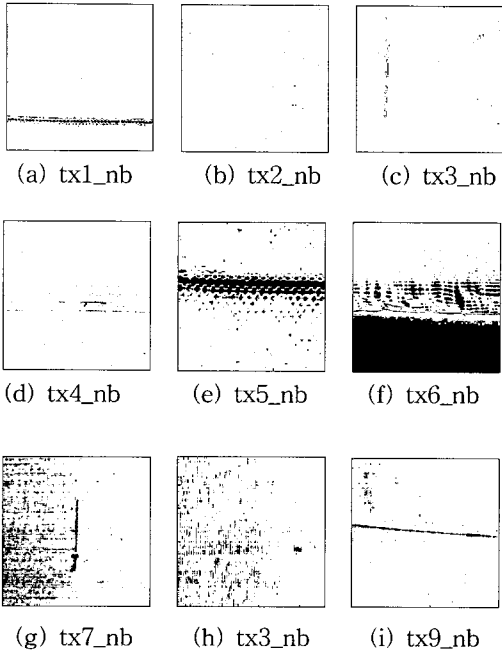 (a) tx1_nb
(b) tx2_nb
(c) tx3_nb
(d) tx4_nb
(e) tx5_nb
(f) tx6_nb
(g) tx7_nb
(h) tx3_nb
(i) tx9_nb